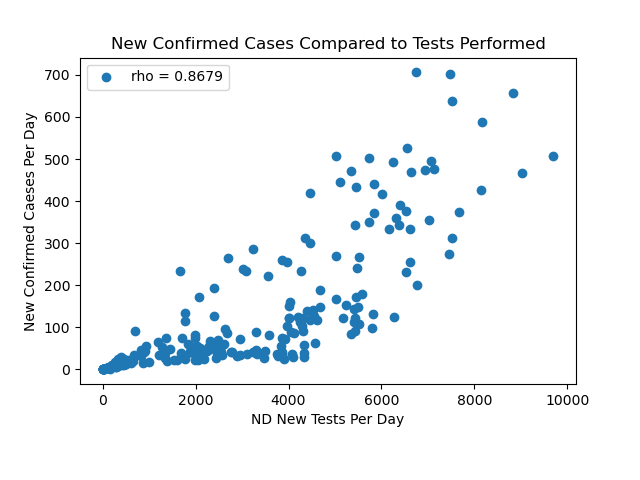 New Confirmed Cases Compared to Tests Performed
rho = 0.8679
700
600
500
400
300
200
100
0
New Confirmed Caeses Per Day
0 2000 4000 6000 8000 10000
ND New Tests Per Day